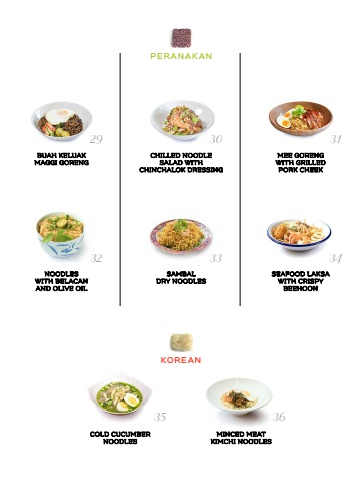 PERANAKAN
29
BUAH KELUAK
MAGGI GORENG
30
CHILLED NOODLE
SALAD WITH
CHINCHALOK DRESSING
31
MEE GORENG
WITH GRILLED
PORK CHEEK
32
NOODLES
WITH BELACAN
AND OLIVE OIL
33
SAMBAL
DRY NOODLES
34
SEAFOOD LAKSA
WITH CRISPY
BEEHOON
KOREAN
35
COLD CUCUMBER
NOODLES
36
MINCED MEAT
KIMCHI NOODLES